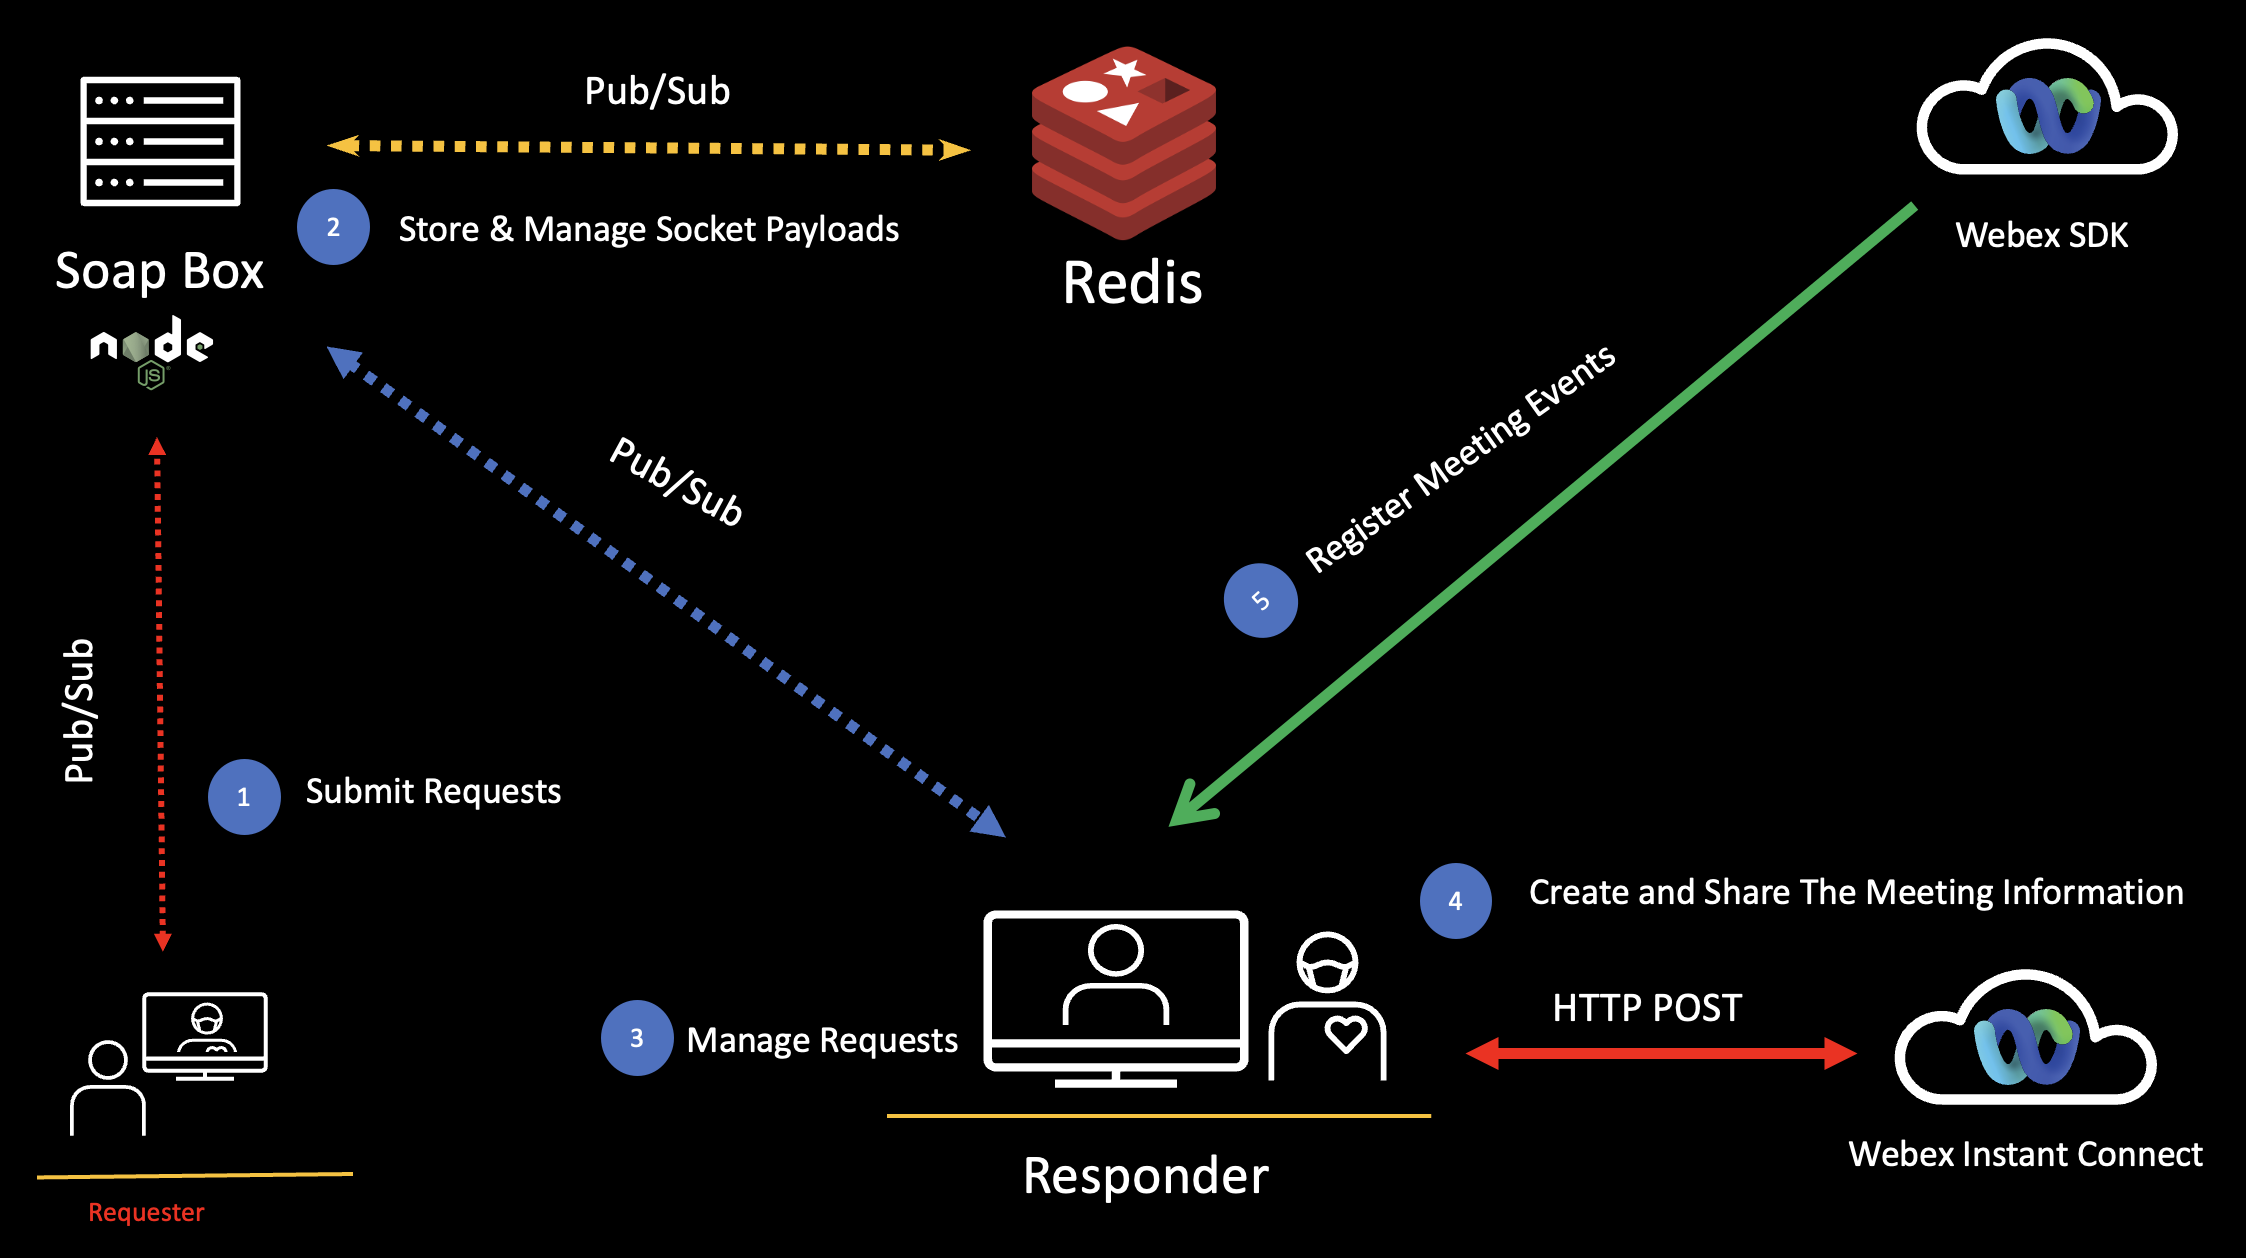 Pub/Sub
2
Store & Manage Socket Payloads
Soap Box
node
JS
Redis
Webex SDK
Pub/Sub
5
Register Meeting Events
Pub/Sub
1
Submit Requests
4
Create and Share The Meeting Information
3
Manage Requests
HTTP POST
Webex Instant Connect
Responder
Requester